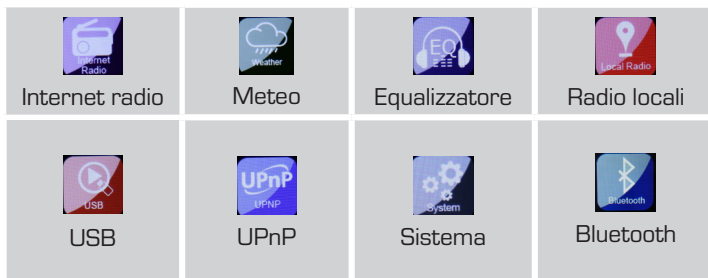 Internet
Radio
Internet radio
Weather
Meteo
EQ
Equalizzatore
Local Radio
Radio locali
USB
USB
UPnP
UPNP
UPnP
System
Sistema
Bluetooth
Bluetooth